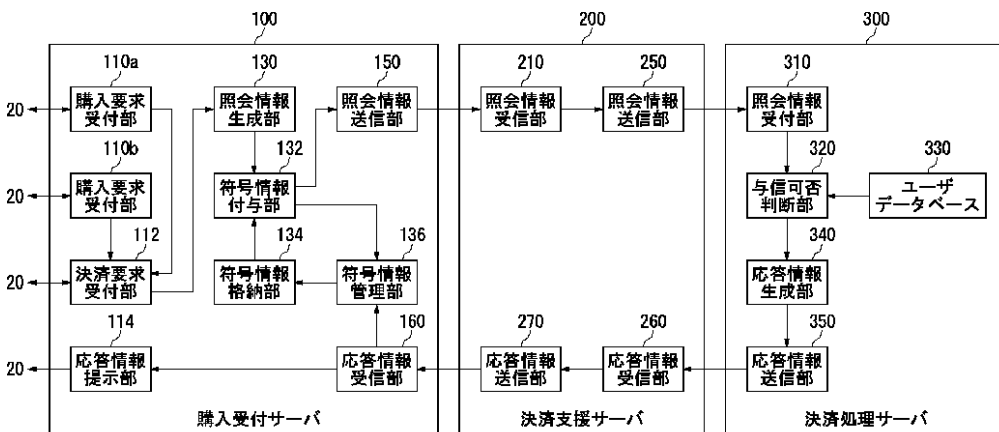 100
200
300
110a
130
150
210
250
310
20
購入要求
受付部
照会情報
生成部
照会情報
送信部
照会情報
受信部
照会情報
送信部
照会情報
受付部
110b
132
320
330
20
購入要求
受付部
符号情報
付与部
与信可否
判断部
ユーザ
データベース
112
134
136
340
20
決済要求
受付部
符号情報
格納部
符号情報
管理部
応答情報
生成部
114
160
270
260
350
20
応答情報
提示部
応答情報
受信部
応答情報
送信部
応答情報
受信部
応答情報
送信部
購入受付サーバ
決済支援サーバ
決済処理サーバ